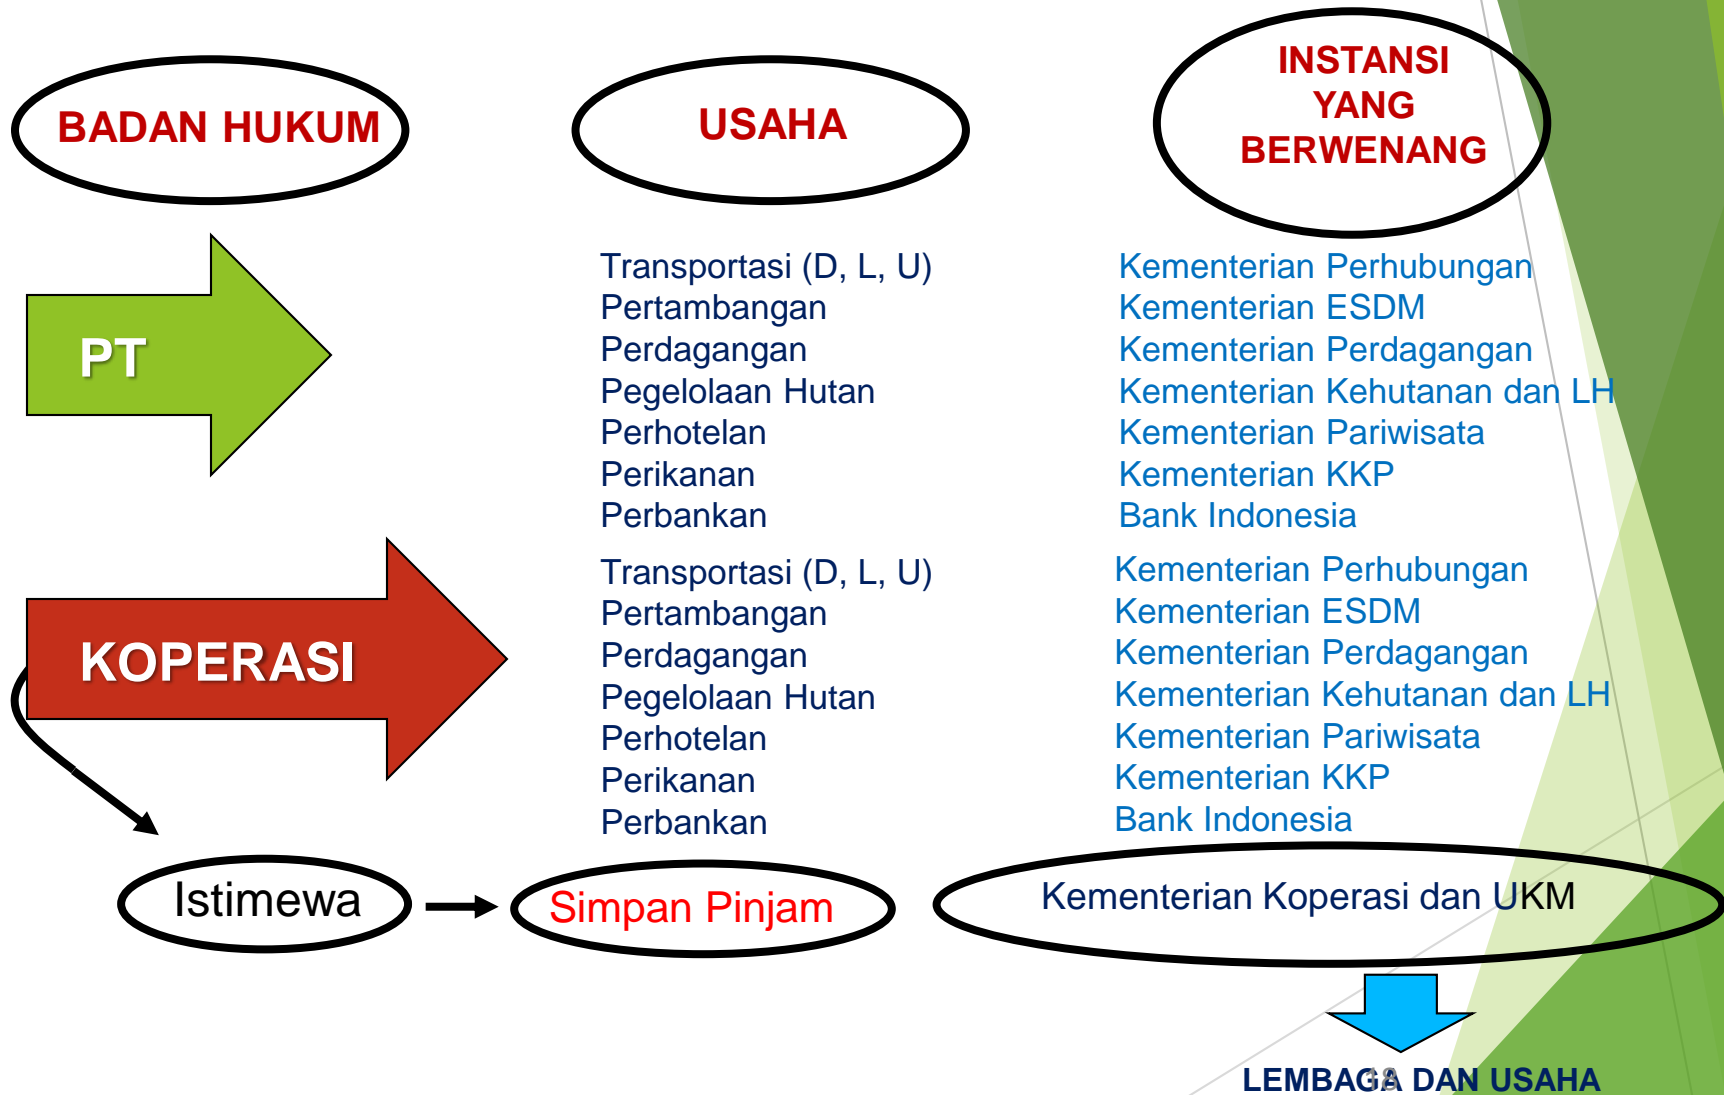 BADAN HUKUM
USAHA
INSTANSI
YANG
BERWENANG
PT
Transportasi (D, L, U)
Pertambangan
Perdagangan
Pegelolaan Hutan
Perhotelan
Perikanan
Perbankan
Kementerian Perhubungan
Kementerian ESDM
Kementerian Perdagangan
Kementerian Kehutanan dan LH
Kementerian Pariwisata
Kementerian KKP
Bank Indonesia
KOPERASI
Transportasi (D, L, U)
Pertambangan
Perdagangan
Pegelolaan Hutan
Perhotelan
Perikanan
Perbankan
Kementerian Perhubungan
Kementerian ESDM
Kementerian Perdagangan
Kementerian Kehutanan dan LH
Kementerian Pariwisata
Kementerian KKP
Bank Indonesia
Istimewa
Simpan Pinjam
Kementerian Koperasi dan UKM
LEMBAGA DAN USAHA
18